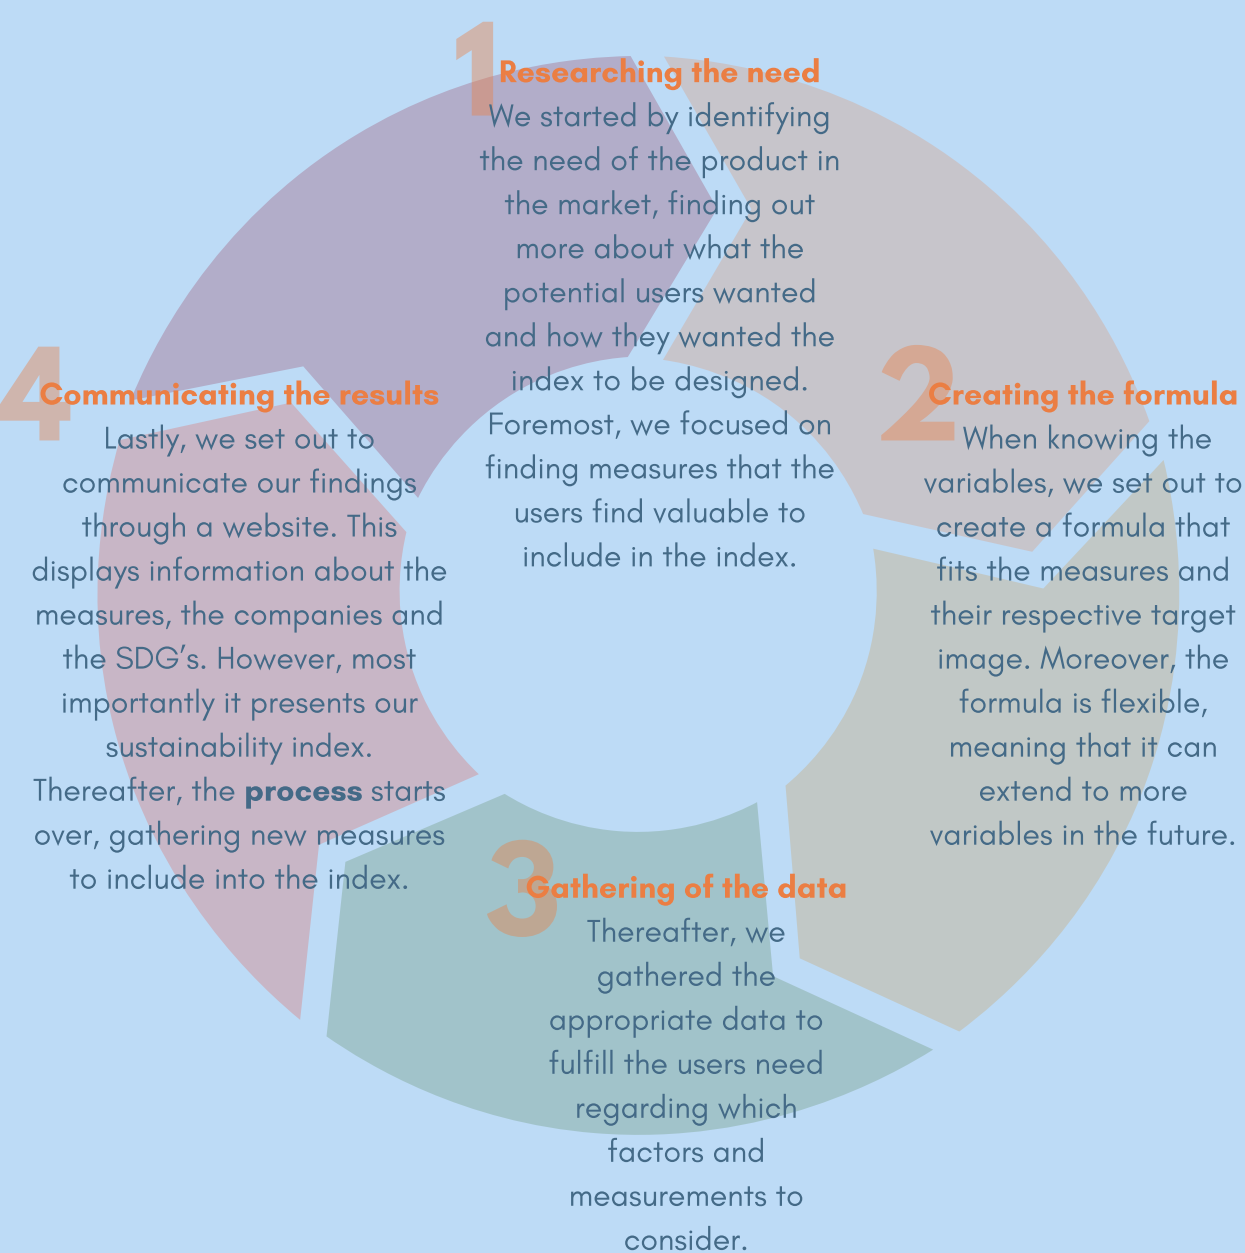 1
Researching the need
We started by identifying
the need of the product in
the market, finding out
more about what the
potential users wanted
and how they wanted the
index to be designed.
Foremost, we focused on
finding measures that the
users find valuable to
include in the index.
2
Creating the formula
When knowing the
variables, we set out to
create a formula that
fits the measures and
their respective target
image. Moreover, the
formula is flexible,
meaning that it can
extend to more
variables in the future.
3
Gathering of the data
Thereafter, we
gathered the
appropriate data to
fulfill the users need
regarding which
factors and
measurements to
consider.
4
Communicating the results
Lastly, we set out to
communicate our findings
through a website. This
displays information about the
measures, the companies and
the SDG's. However, most
importantly it presents our
sustainability index.
Thereafter, the process starts
over, gathering new measures
to include into the index.